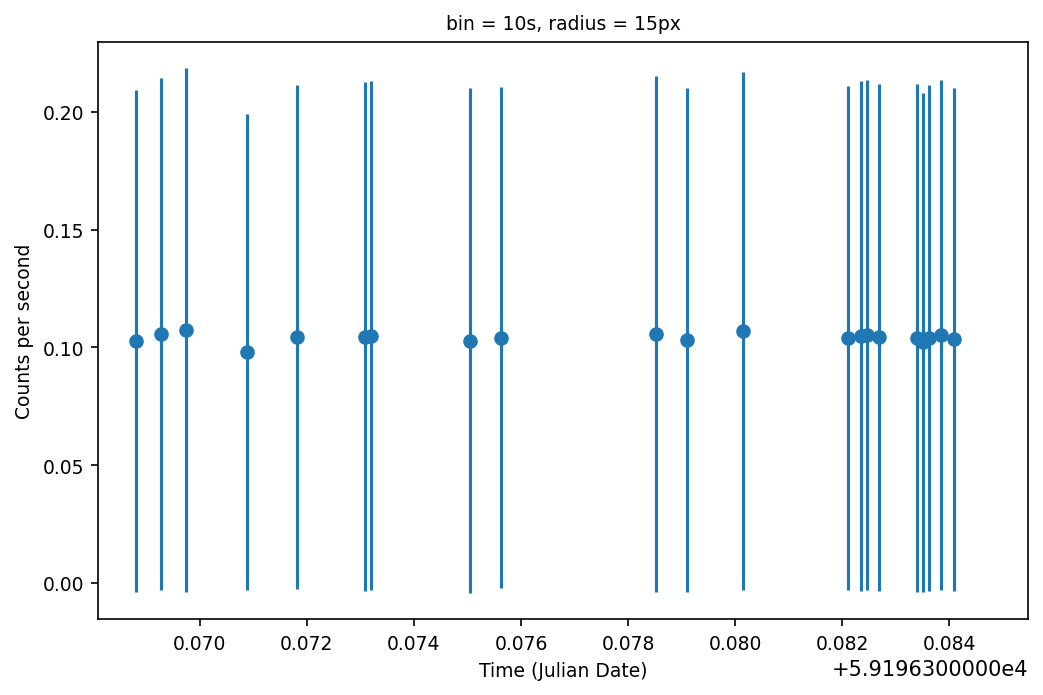 bin = 10s, radius = 15px
Counts per second
0.20
0.15
0.10
0.05
0.00
0.070 0.072 0.074 0.076 0.078 0.080 0.082 0.084
Time (Julian Date)
+5.9196300000e4